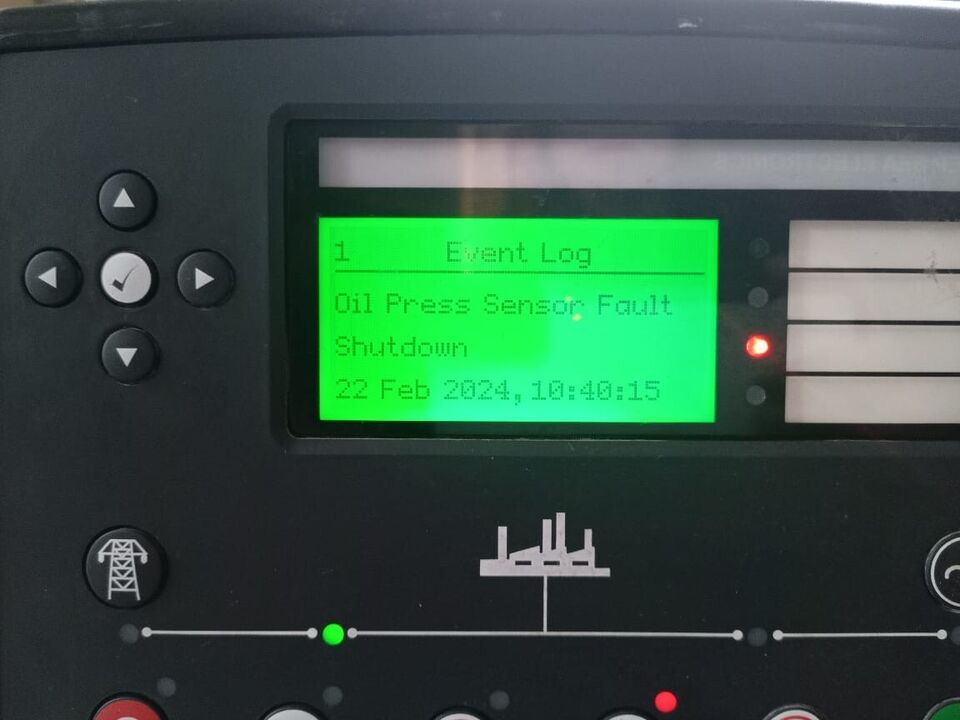 1 Event Log
Oil Press Sensor Fault
Shutdown
22 Feb 2024, 10:40:15